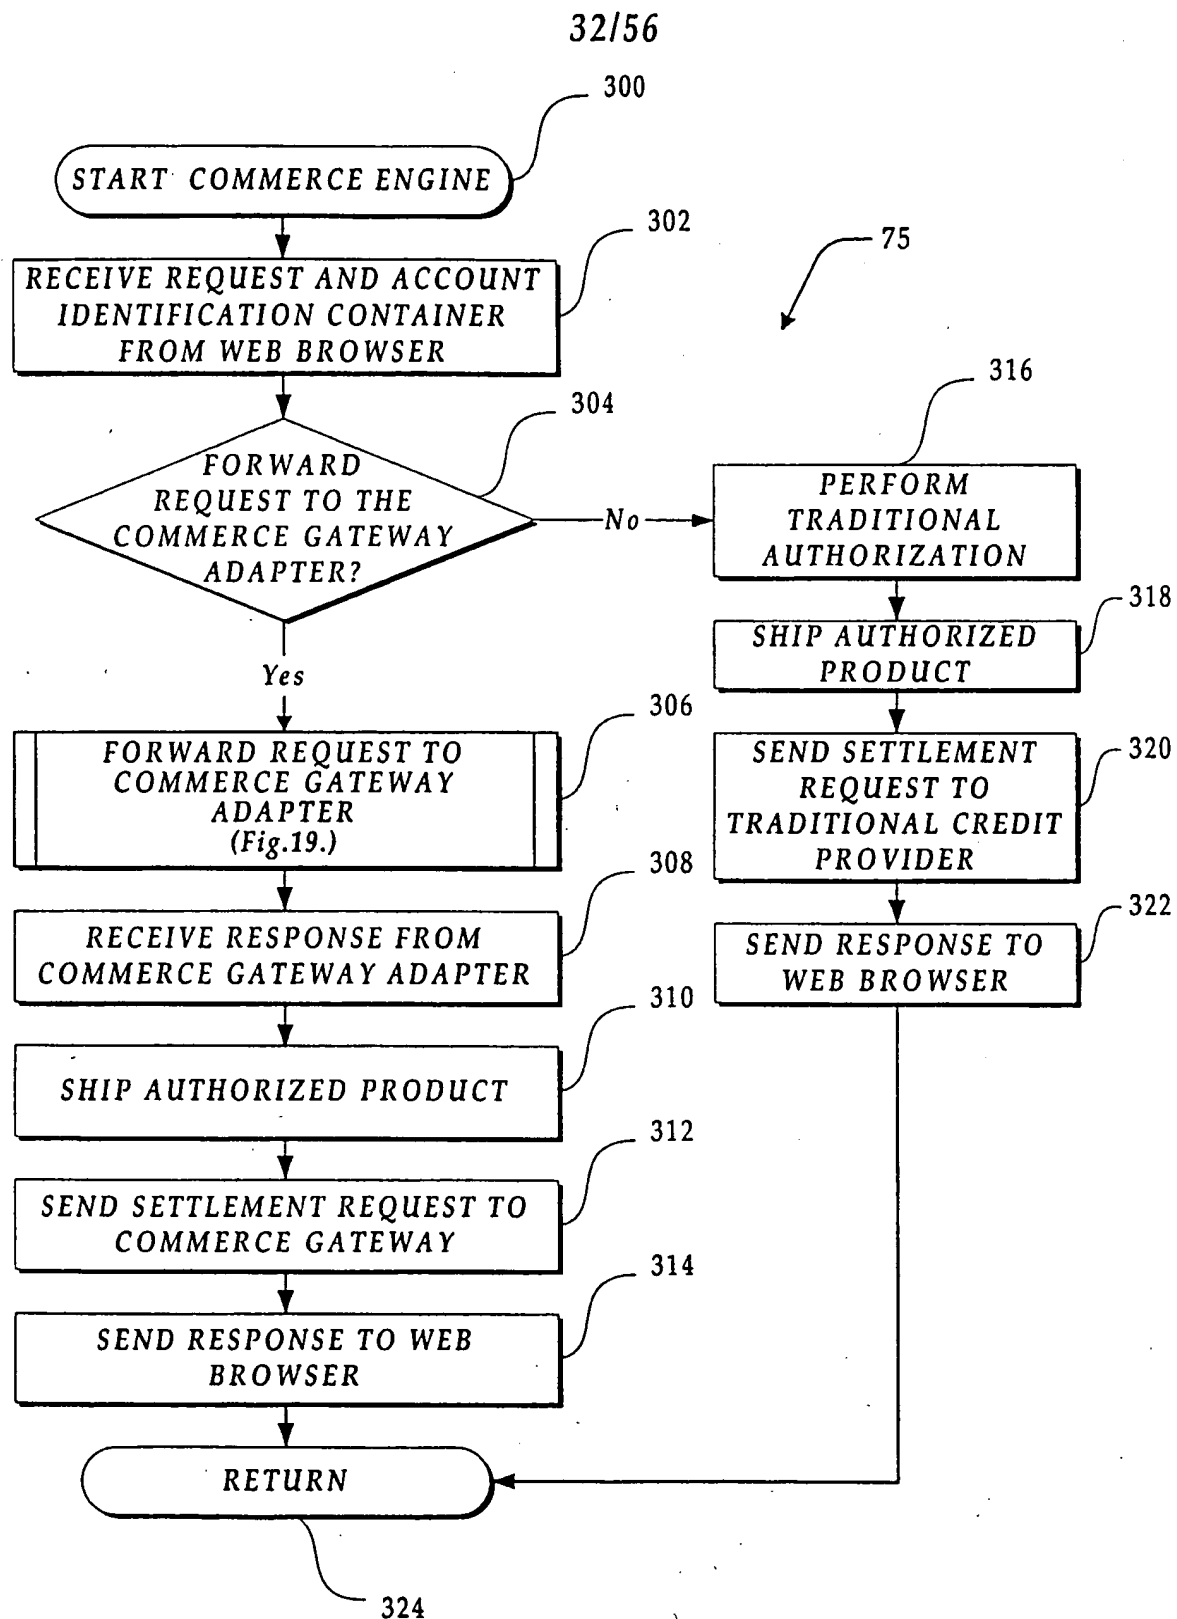 32/56
300
START COMMERCE ENGINE
302
RECEIVE REQUEST AND ACCOUNT
IDENTIFICATION CONTAINER
FROM WEB BROWSER
75
304
FORWARD
REQUEST TO THE
COMMERCE GATEWAY
ADAPTER?
No
Yes
306
FORWARD REQUEST TO
COMMERCE GATEWAY
ADAPTER
(Fig.19.)
308
RECEIVE RESPONSE FROM
COMMERCE GATEWAY ADAPTER
310
SHIP AUTHORIZED PRODUCT
312
SEND SETTLEMENT REQUEST TO
COMMERCE GATEWAY
314
SEND RESPONSE TO WEB
BROWSER
316
PERFORM
TRADITIONAL
AUTHORIZATION
318
SHIP AUTHORIZED
PRODUCT
320
SEND SETTLEMENT
REQUEST TO
TRADITIONAL CREDIT
PROVIDER
322
SEND RESPONSE TO
WEB BROWSER
RETURN
324